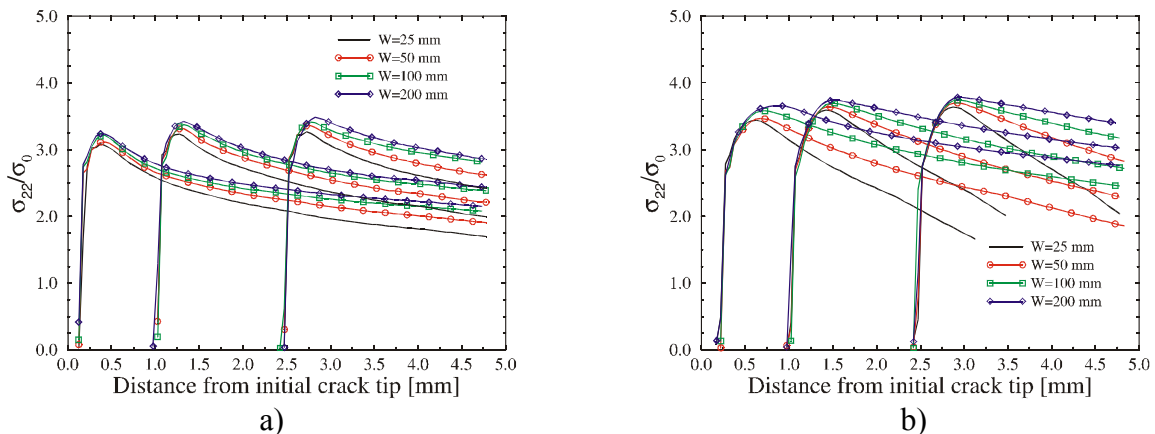 5.0
4.0
3.0
2.0
1.0
0.0
σ22/σ0
W=25 mm
W=50 mm
W=100 mm
W=200 mm
0.0 0.5 1.0 1.5 2.0 2.5 3.0 3.5 4.0 4.5 5.0
Distance from initial crack tip [mm]
a)
5.0
4.0
3.0
2.0
1.0
0.0
σ22/σ0
W=25 mm
W=50 mm
W=100 mm
W=200 mm
0.0 0.5 1.0 1.5 2.0 2.5 3.0 3.5 4.0 4.5 5.0
Distance from initial crack tip [mm]
b)